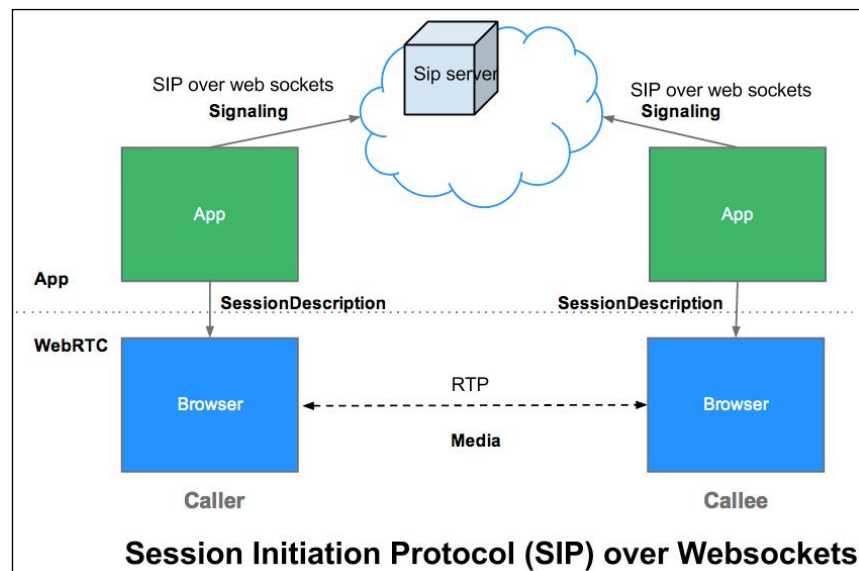 Sip server
SIP over web sockets
Signaling
SIP over web sockets
Signaling
App
App
App
SessionDescription
SessionDescription
WebRTC
Browser
RTP
Media
Browser
Caller
Callee
Session Initiation Protocol (SIP) over Websockets